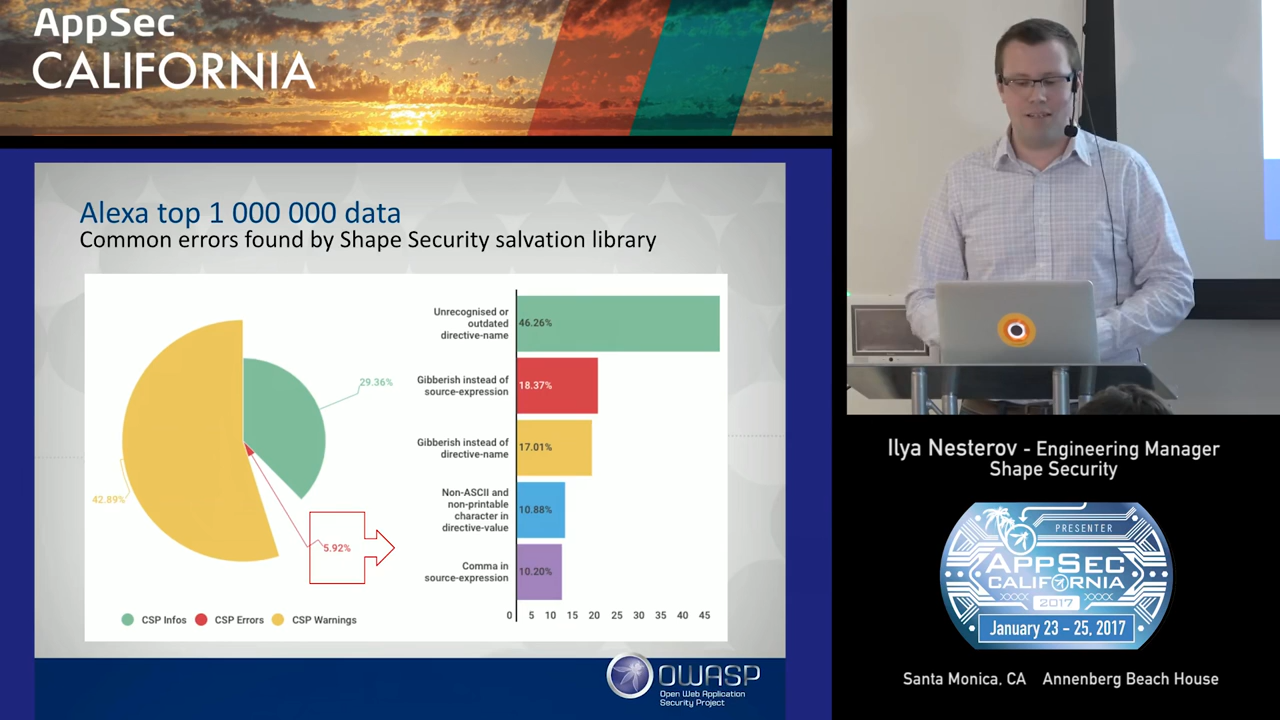 AppSec
CALIFORNIA
Alexa top 1 000 000 data
Common errors found by Shape Security salvation library
29.36%
42.89%
5.92%
CSP Infos
CSP Errors
CSP Warnings
Unrecognised or
outdated
directive-name
46.26%
Gibberish instead of
source-expression
18.37%
Gibberish instead of
directive-name
17.01%
Non-ASCII and
non-printable
character in
directive-value
10.88%
Comma in
source-expression
10.20%
0 5 10 15 20 25 30 35 40 45
OWASP
Open Web Application
Security Project
Ilya Nesterov - Engineering Manager
Shape Security
PRESENTER
APPSEC
CALIFORNIA
2017
January 23 - 25, 2017
Santa Monica, CA Annenberg Beach House